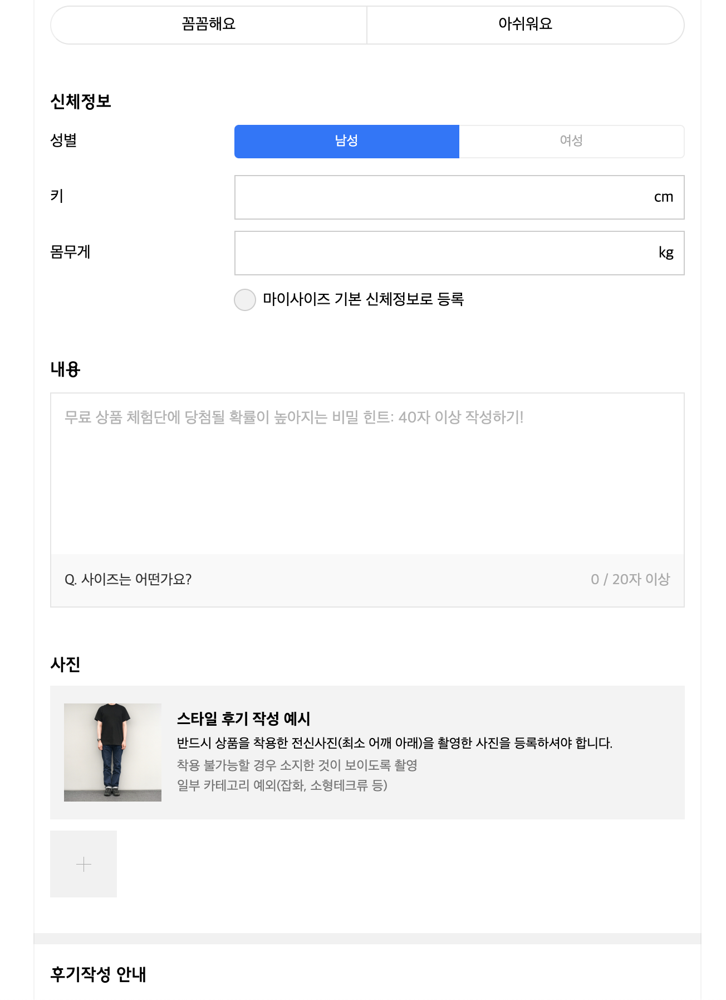 꼼꼼해요 아쉬워요
신체정보
성별 남성 여성
키 cm
몸무게 kg
마이사이즈 기본 신체정보로 등록
내용
무료 상품 체험단에 당첨될 확률이 높아지는 비밀 힌트: 40자 이상 작성하기!
Q. 사이즈는 어떤가요? 0 / 20자 이상
사진
스타일 후기 작성 예시
반드시 상품을 착용한 전신사진(최소 어깨 아래)을 촬영한 사진을 등록하셔야 합니다.
착용 불가능할 경우 소지한 것이 보이도록 촬영
일부 카테고리 예외(잡화, 소형테크류 등)
후기작성 안내